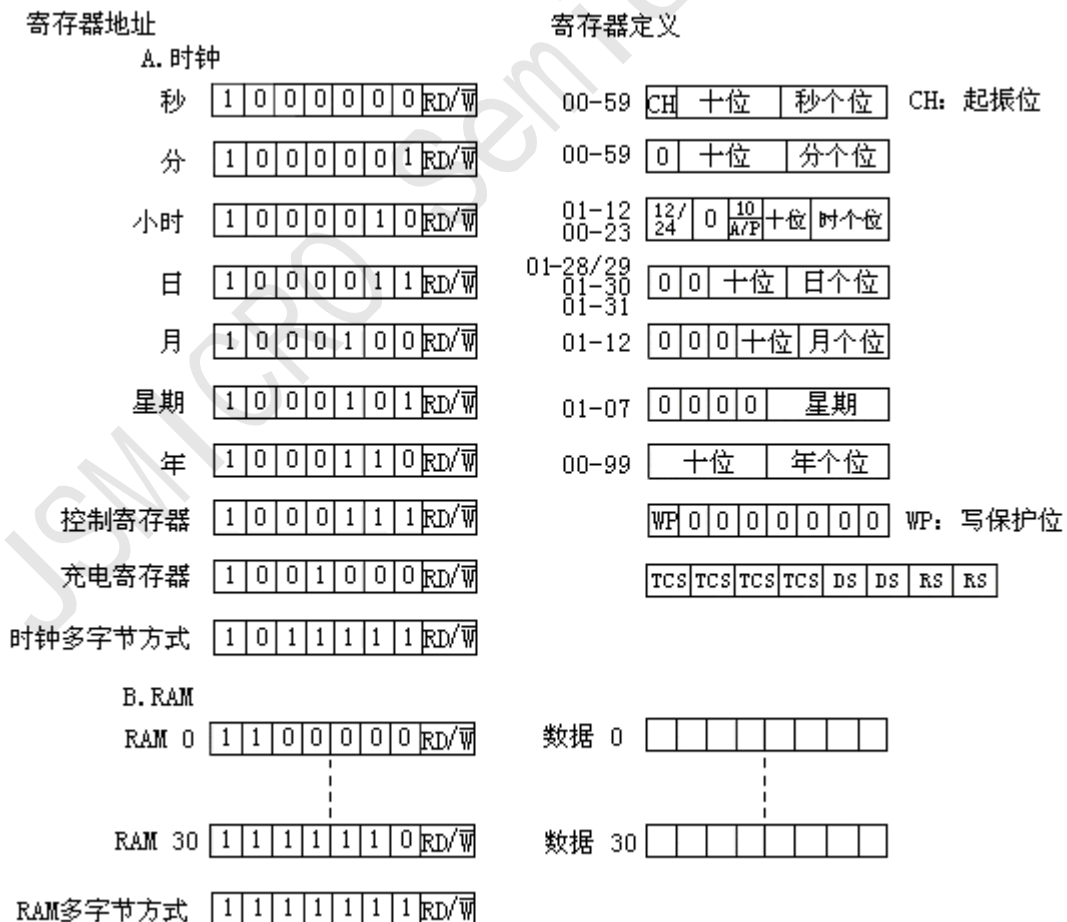 寄存器地址 寄存器定义
A.时钟
秒 1 0 0 0 0 0 0 RD/W̅ 00-59 CH 十位 秒个位 CH: 起振位
分 1 0 0 0 0 0 1 RD/W̅ 00-59 0 十位 分个位
小时 1 0 0 0 0 1 0 RD/W̅ 01-12 00-23 12/24 0 10 A/P 十位 时个位
日 1 0 0 0 0 1 1 RD/W̅ 01-28/29 01-30 01-31 0 0 十位 日个位
月 1 0 0 0 1 0 0 RD/W̅ 01-12 0 0 0 十位 月个位
星期 1 0 0 0 1 0 1 RD/W̅ 01-07 0 0 0 0 星期
年 1 0 0 0 1 1 0 RD/W̅ 00-99 十位 年个位
控制寄存器 1 0 0 0 1 1 1 RD/W̅ WP 0 0 0 0 0 0 0 WP: 写保护位
充电寄存器 1 0 0 1 0 0 0 RD/W̅ TCS TCS TCS TCS DS DS RS RS
时钟多字节方式 1 0 1 1 1 1 1 RD/W̅
B.RAM
RAM 0 1 1 0 0 0 0 0 RD/W̅ 数据 0
RAM 30 1 1 1 1 1 1 0 RD/W̅ 数据 30
RAM多字节方式 1 1 1 1 1 1 1 RD/W̅
JSMICRO Semic